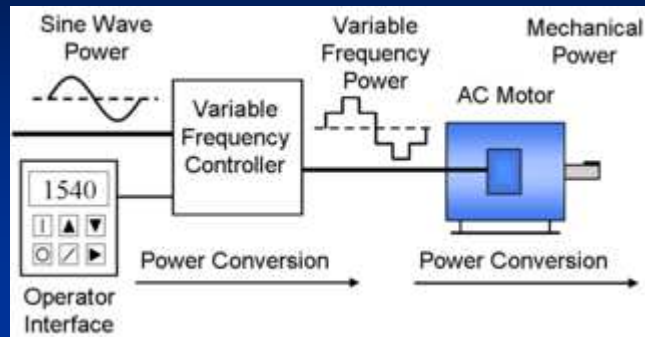 Sine Wave
Power
Variable
Frequency
Power
Mechanical
Power
AC Motor
Variable
Frequency
Controller
1540
Power Conversion
Power Conversion
Operator
Interface